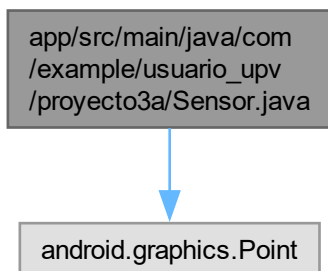 app/src/main/java/com
/example/usuario_upv
/proyecto3a/Sensor.java
android.graphics.Point